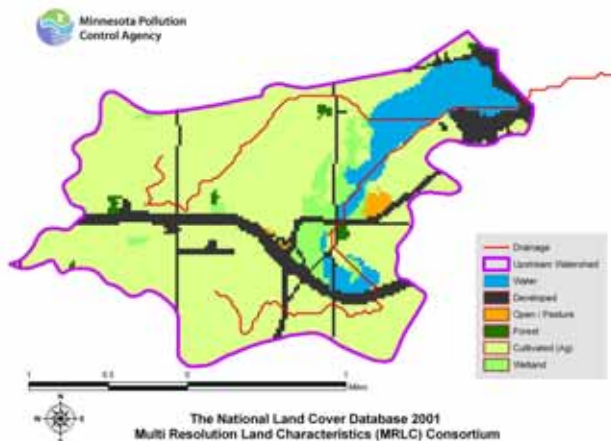 Minnesota Pollution
Control Agency
Drainage
Upstream Watershed
Water
Developed
Open / Pasture
Forest
Cultivated (Ag)
Wetland
1 0.5 0 1
Miles
N
W E
S
The National Land Cover Database 2001
Multi Resolution Land Characteristics (MRLC) Consortium